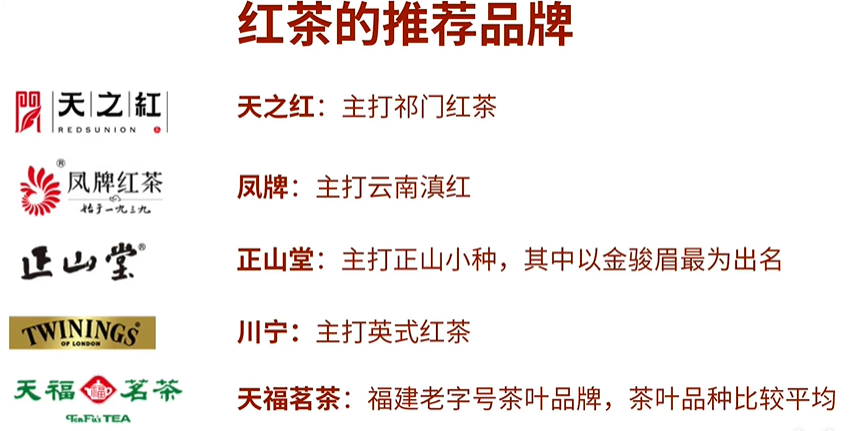 红茶的推荐品牌
天之紅
REDSUNION
天之红：主打祁门红茶
凤牌红茶
始于一九三九
凤牌：主打云南滇红
正山堂
正山堂：主打正山小种，其中以金骏眉最为出名
TWININGS
OF LONDON
川宁：主打英式红茶
天福 福 茗茶
TenFu's TEA
天福茗茶：福建老字号茶叶品牌，茶叶品种比较平均